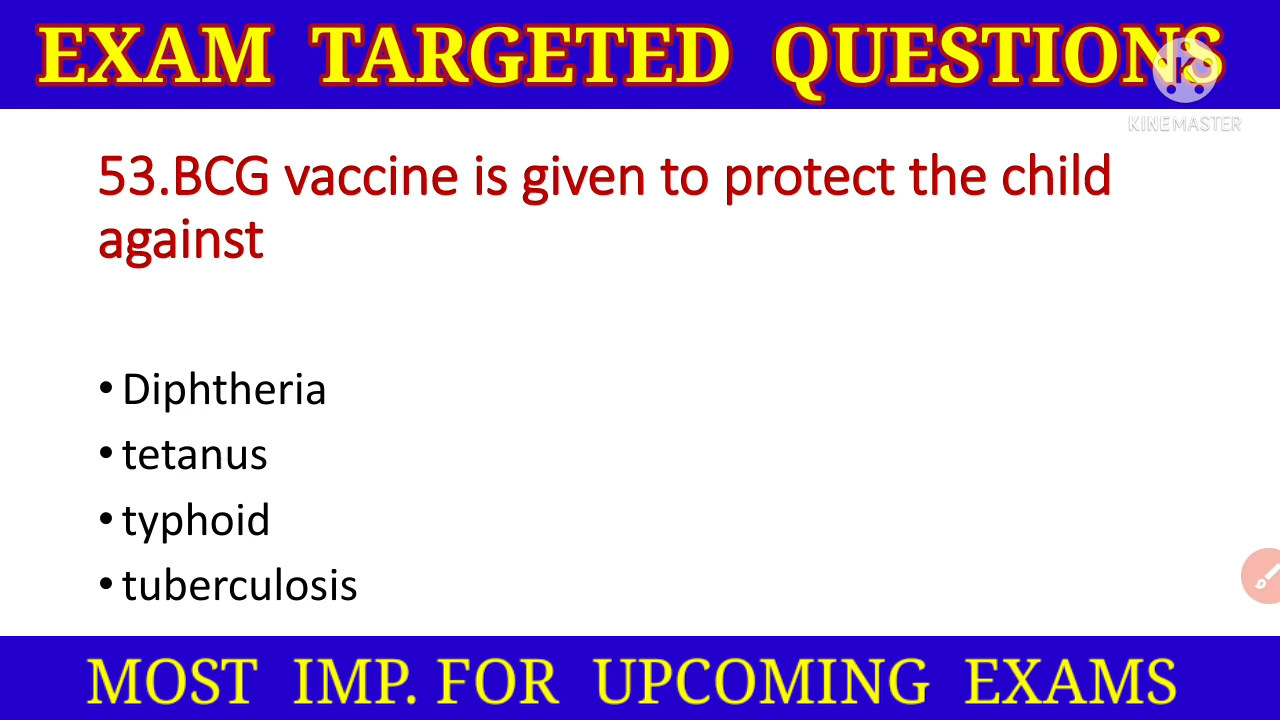 EXAM TARGETED QUESTIONS
KINEMASTER
53.BCG vaccine is given to protect the child
against
• Diphtheria
• tetanus
• typhoid
• tuberculosis
MOST IMP. FOR UPCOMING EXAMS